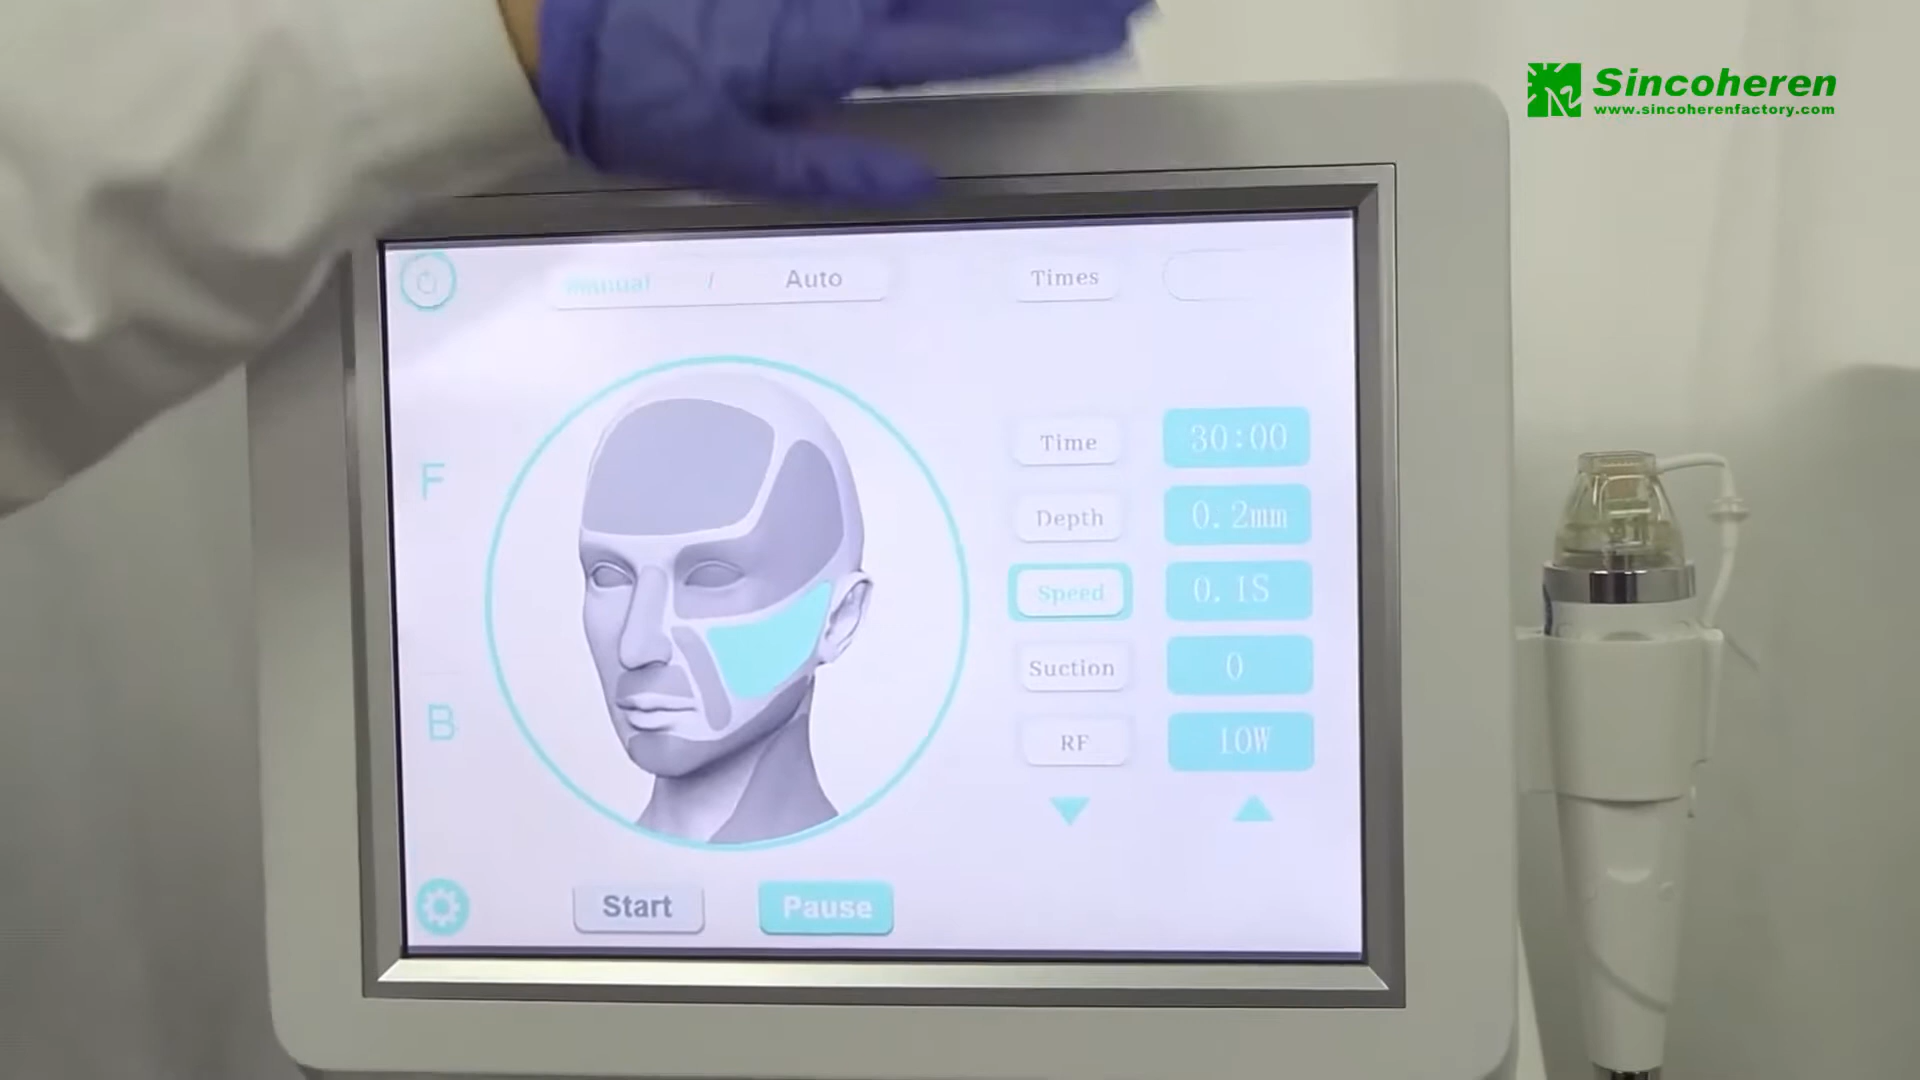 Sincoheren
www.sincoherenfactory.com
Manual / Auto
Times
F
B
Time 30:00
Depth 0.2mm
Speed 0.1S
Suction 0
RF 10W
Start
Pause